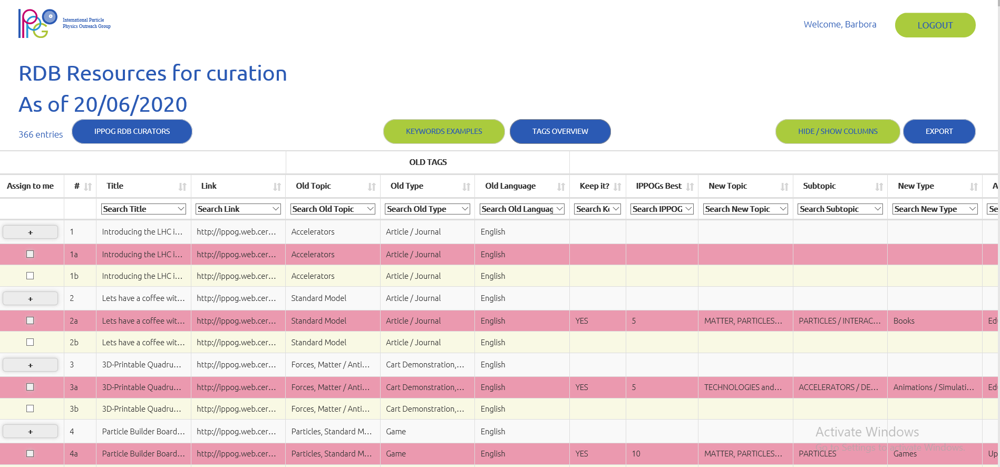 International Particle
Physics Outreach Group
Welcome, Barbora
LOGOUT
RDB Resources for curation
As of 20/06/2020
366 entries
IPPOG RDB CURATORS
KEYWORDS EXAMPLES
TAGS OVERVIEW
HIDE / SHOW COLUMNS
EXPORT
OLD TAGS
Assign to me # Title Link Old Topic Old Type Old Language Keep it? IPPOGs Best New Topic Subtopic New Type A
Search Title Search Link Search Old Topic Search Old Type Search Old Languag Search Ke Search IPPOG Search New Topic Search Subtopic Search New Type Se
+ 1 Introducing the LHC i... http://ippog.web.cer... Accelerators Article / Journal English
1a Introducing the LHC i... http://ippog.web.cer... Accelerators Article / Journal English
1b Introducing the LHC i... http://ippog.web.cer... Accelerators Article / Journal English
+ 2 Lets have a coffee wit... http://ippog.web.cer... Standard Model Article / Journal English
2a Lets have a coffee wit... http://ippog.web.cer... Standard Model Article / Journal English YES 5 MATTER, PARTICLES... PARTICLES / INTERAC... Books Edu
2b Lets have a coffee wit... http://ippog.web.cer... Standard Model Article / Journal English
+ 3 3D-Printable Quadru... http://ippog.web.cer... Forces, Matter / Anti... Cart Demonstration,... English
3a 3D-Printable Quadru... http://ippog.web.cer... Forces, Matter / Anti... Cart Demonstration,... English YES 5 TECHNOLOGIES and... ACCELERATORS / DE... Animations / Simulati... Edu
3b 3D-Printable Quadru... http://ippog.web.cer... Forces, Matter / Anti... Cart Demonstration,... English
+ 4 Particle Builder Board... http://ippog.web.cer... Particles, Standard M... Game English
4a Particle Builder Board... http://ippog.web.cer... Particles, Standard M... Game English YES 10 MATTER, PARTICLES... PARTICLES Games Up
Activate Windows
Go to Settings to activate Windows.